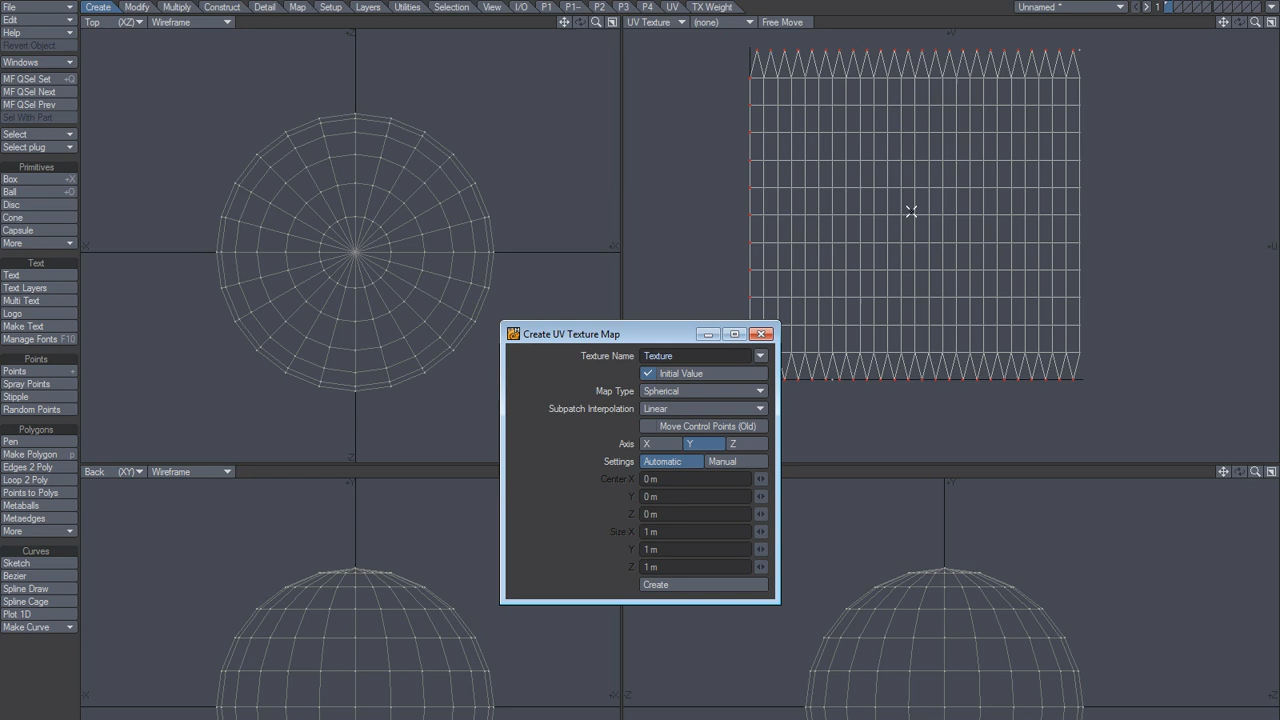 File Create Modify Multiply Construct Detail Map Setup Layers Utilities Selection View I/O P1 P1-- P2 P3 P4 UV TX Weight Unnamed * 1
Edit Top (XZ) Wireframe UV Texture (none) Free Move
Help
Revert Object
Windows
MF QSel Set +Q
MF QSel Next
MF QSel Prev
Sel With Part
Select
Select plug
Primitives
Box +X
Ball +O
Disc
Cone
Capsule
More
Text
Text
Text Layers
Multi Text
Logo
Make Text
Manage Fonts F10
Points
Points +
Spray Points
Stipple
Random Points
Polygons
Pen
Make Polygon p
Edges 2 Poly
Loop 2 Poly
Points to Polys
Metaballs
Metaedges
More
Curves
Sketch
Bezier
Spline Draw
Spline Cage
Plot 1D
Make Curve
+Z
-X
+X
-Z
+V
+U
Back (XY) Wireframe
+Y
-X
+Y
-Z
+Z
Create UV Texture Map
Texture Name Texture
Initial Value
Map Type Spherical
Subpatch Interpolation Linear
Move Control Points (Old)
Axis X Y Z
Settings Automatic Manual
Center X 0 m
Y 0 m
Z 0 m
Size X 1 m
Y 1 m
Z 1 m
Create